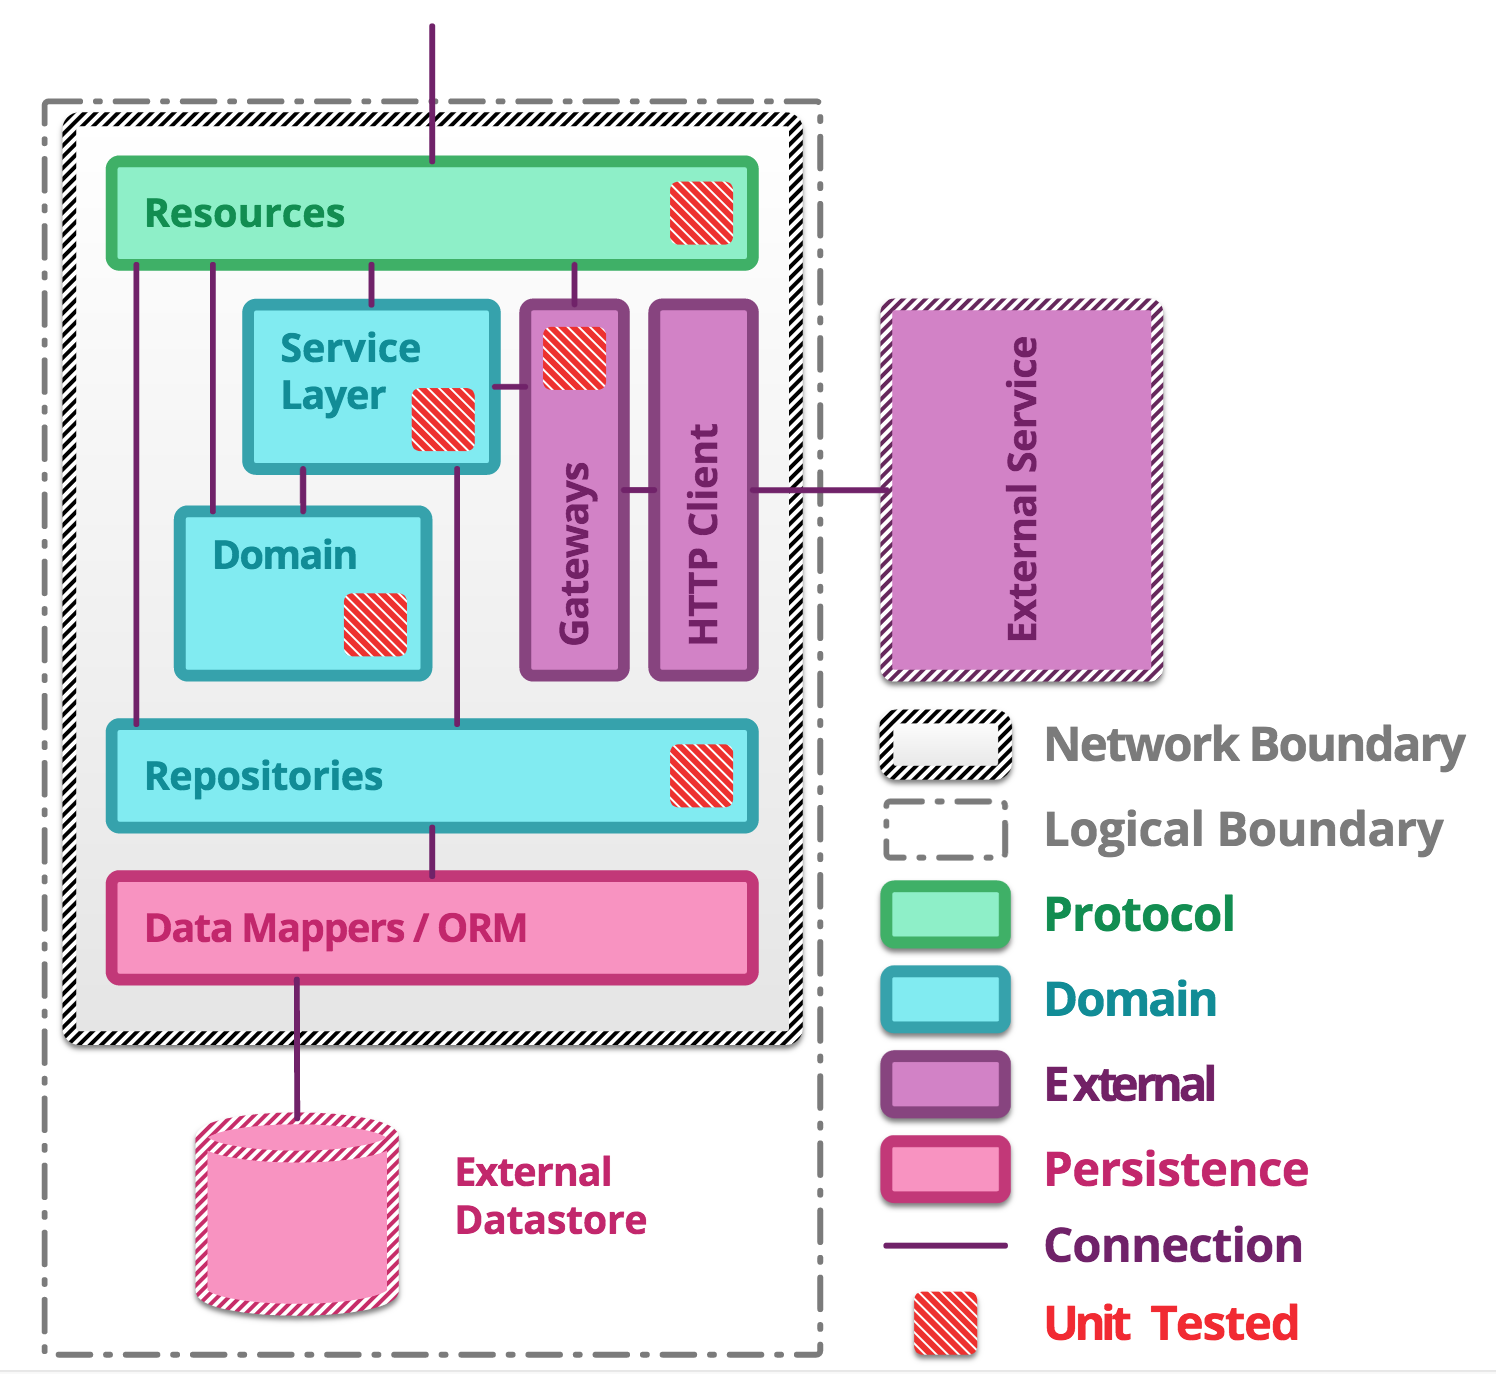 Resources
Service
Layer
Gateways
HTTP Client
External Service
Domain
Repositories
Data Mappers / ORM
External
Datastore
Network Boundary
Logical Boundary
Protocol
Domain
External
Persistence
Connection
Unit Tested